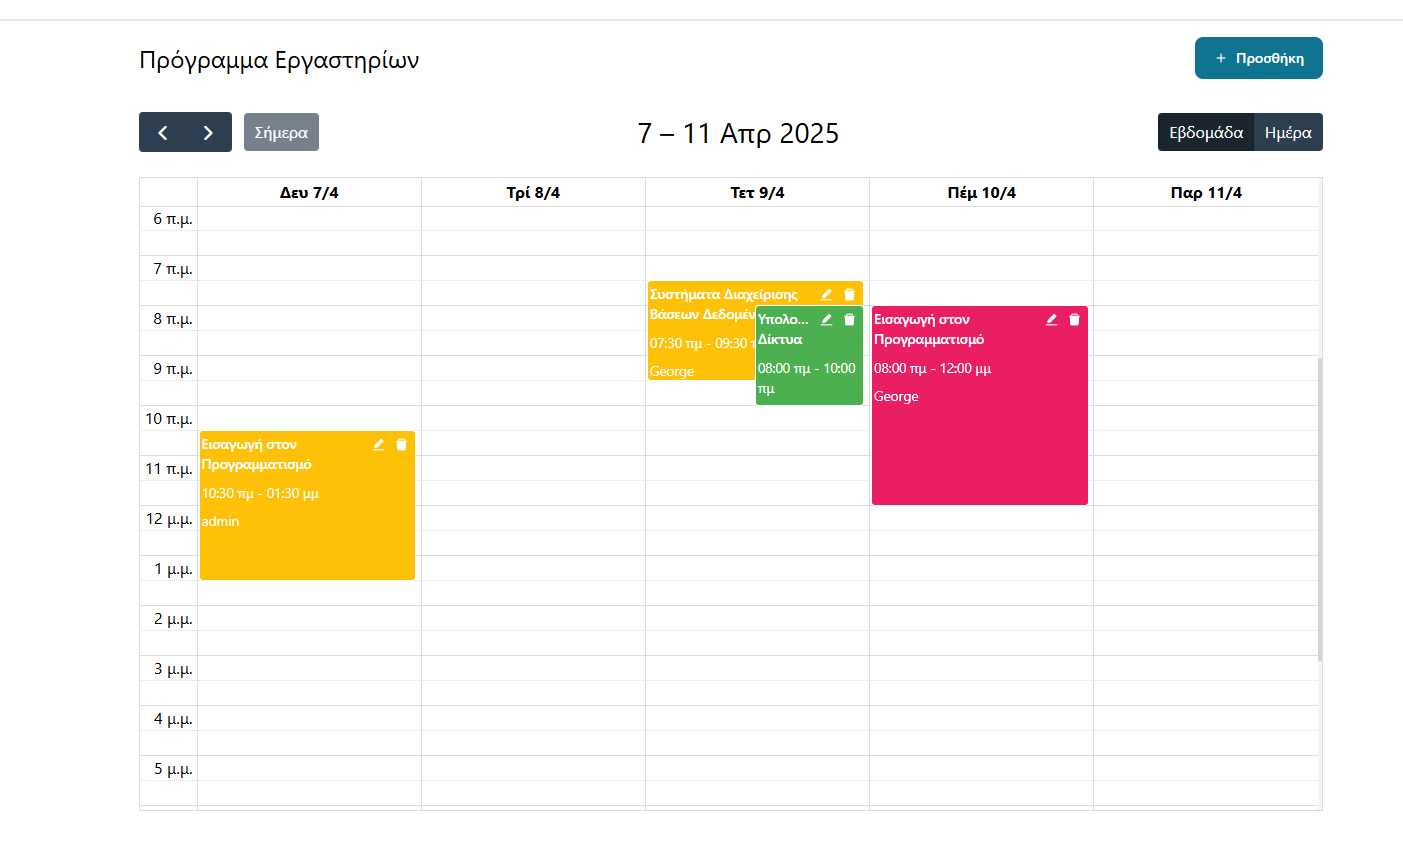 Πρόγραμμα Εργαστηρίων
+ Προσθήκη
Σήμερα
7 – 11 Απρ 2025
Εβδομάδα Ημέρα
Δευ 7/4 Τρί 8/4 Τετ 9/4 Πέμ 10/4 Παρ 11/4
6 π.μ.
7 π.μ.
8 π.μ.
9 π.μ.
10 π.μ.
11 π.μ.
12 μ.μ.
1 μ.μ.
2 μ.μ.
3 μ.μ.
4 μ.μ.
5 μ.μ.
Εισαγωγή στον
Προγραμματισμό
10:30 πμ - 01:30 μμ
admin
Συστήματα Διαχείρισης
Βάσεων Δεδομέν
07:30 πμ - 09:30
George
Υπολο...
Δίκτυα
08:00 πμ - 10:00
πμ
Εισαγωγή στον
Προγραμματισμό
08:00 πμ - 12:00 μμ
George